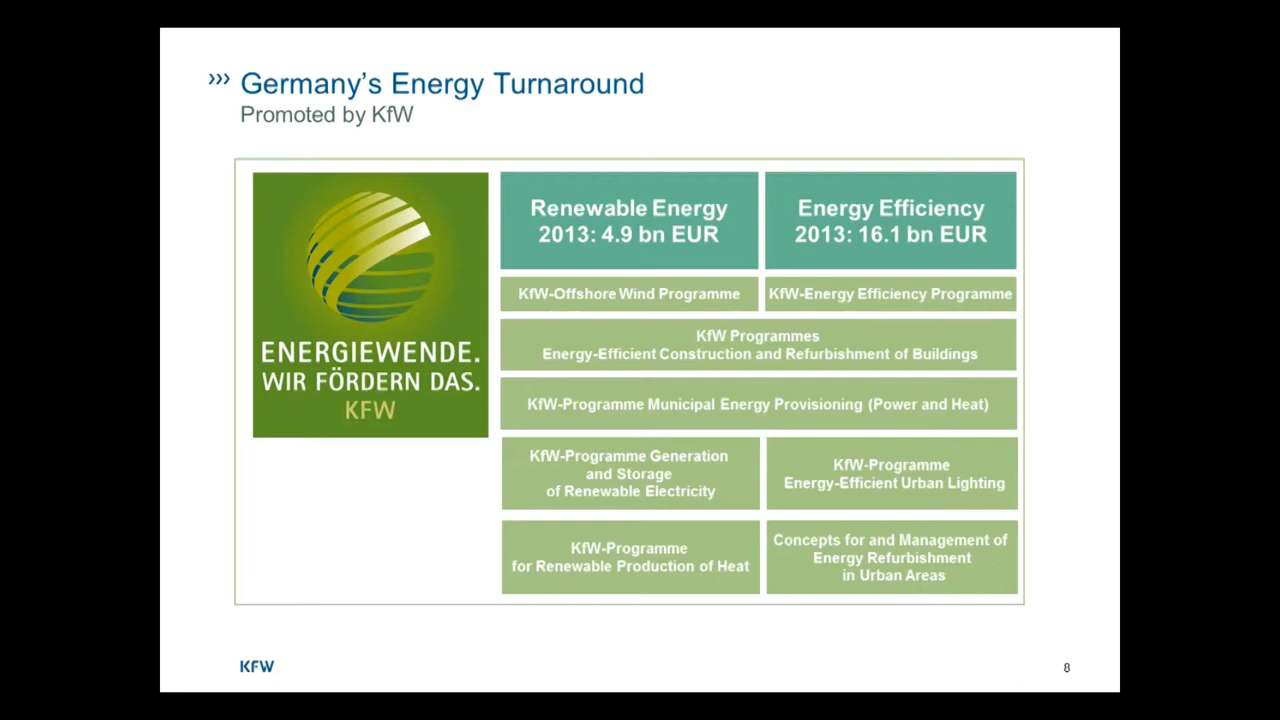 ››› Germany’s Energy Turnaround
Promoted by KfW
ENERGIEWENDE.
WIR FÖRDERN DAS.
KFW
Renewable Energy
2013: 4.9 bn EUR
Energy Efficiency
2013: 16.1 bn EUR
KfW-Offshore Wind Programme
KfW-Energy Efficiency Programme
KfW Programmes
Energy-Efficient Construction and Refurbishment of Buildings
KfW-Programme Municipal Energy Provisioning (Power and Heat)
KfW-Programme Generation
and Storage
of Renewable Electricity
KfW-Programme
Energy-Efficient Urban Lighting
KfW-Programme
for Renewable Production of Heat
Concepts for and Management of
Energy Refurbishment
in Urban Areas
KFW
8